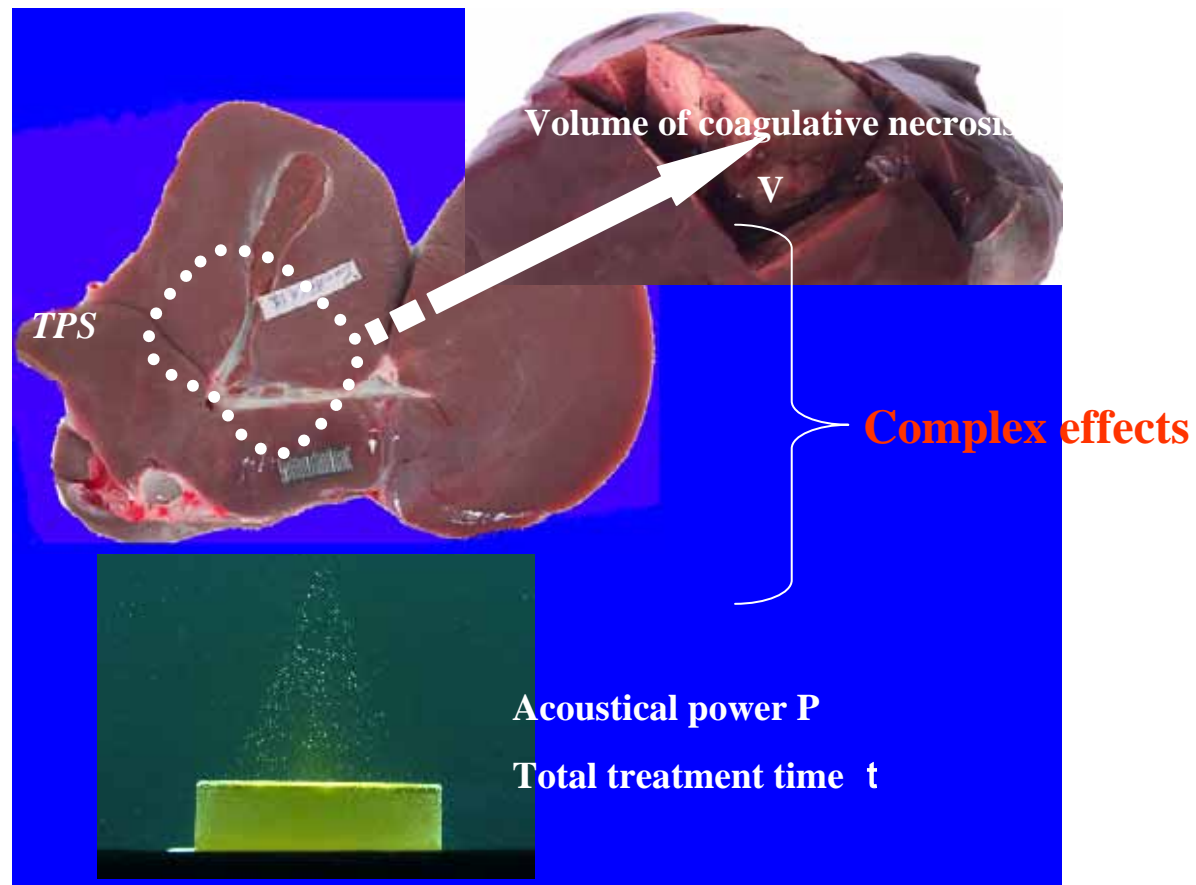 Volume of coagulative necrosis
V
TPS
Complex effects
Acoustical power P
Total treatment time t